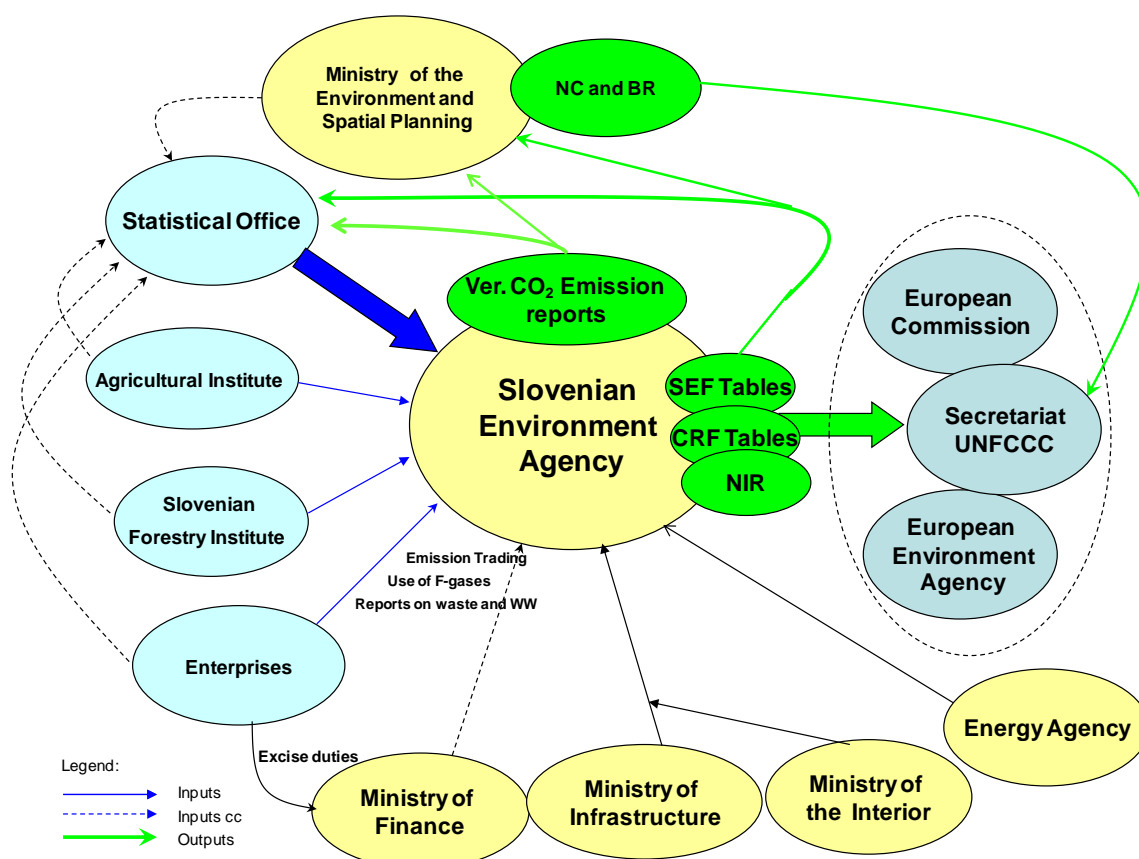 Ministry of the
Environment and
Spatial Planning
NC and BR
Statistical Office
Ver. CO₂ Emission
reports
European
Commission
Agricultural Institute
Slovenian
Environment
Agency
SEF Tables
CRF Tables
NIR
Secretariat
UNFCCC
Slovenian
Forestry Institute
European
Environment
Agency
Emission Trading
Use of F-gases
Reports on waste and WW
Enterprises
Energy Agency
Excise duties
Ministry of
Finance
Ministry of
Infrastructure
Ministry of
the Interior
Legend:
Inputs
Inputs cc
Outputs